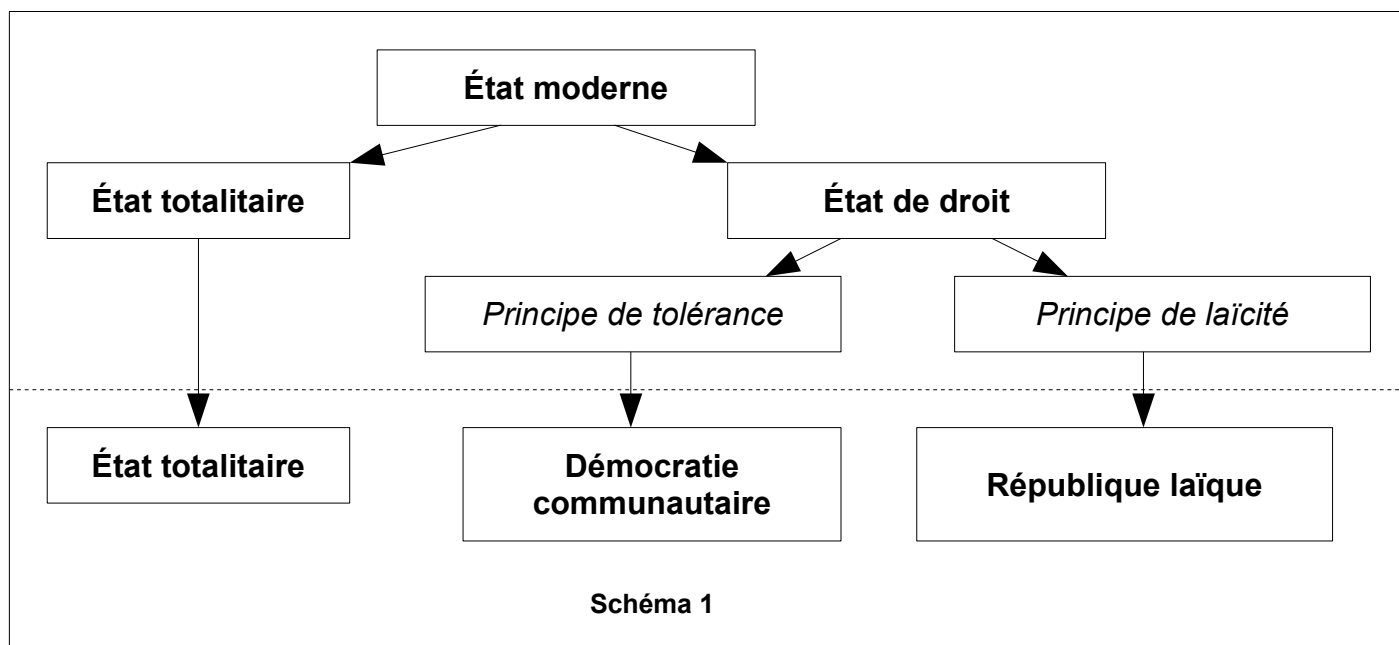 État moderne
État totalitaire
État de droit
Principe de tolérance
Principe de laïcité
État totalitaire
Démocratie
communautaire
République laïque
Schéma 1